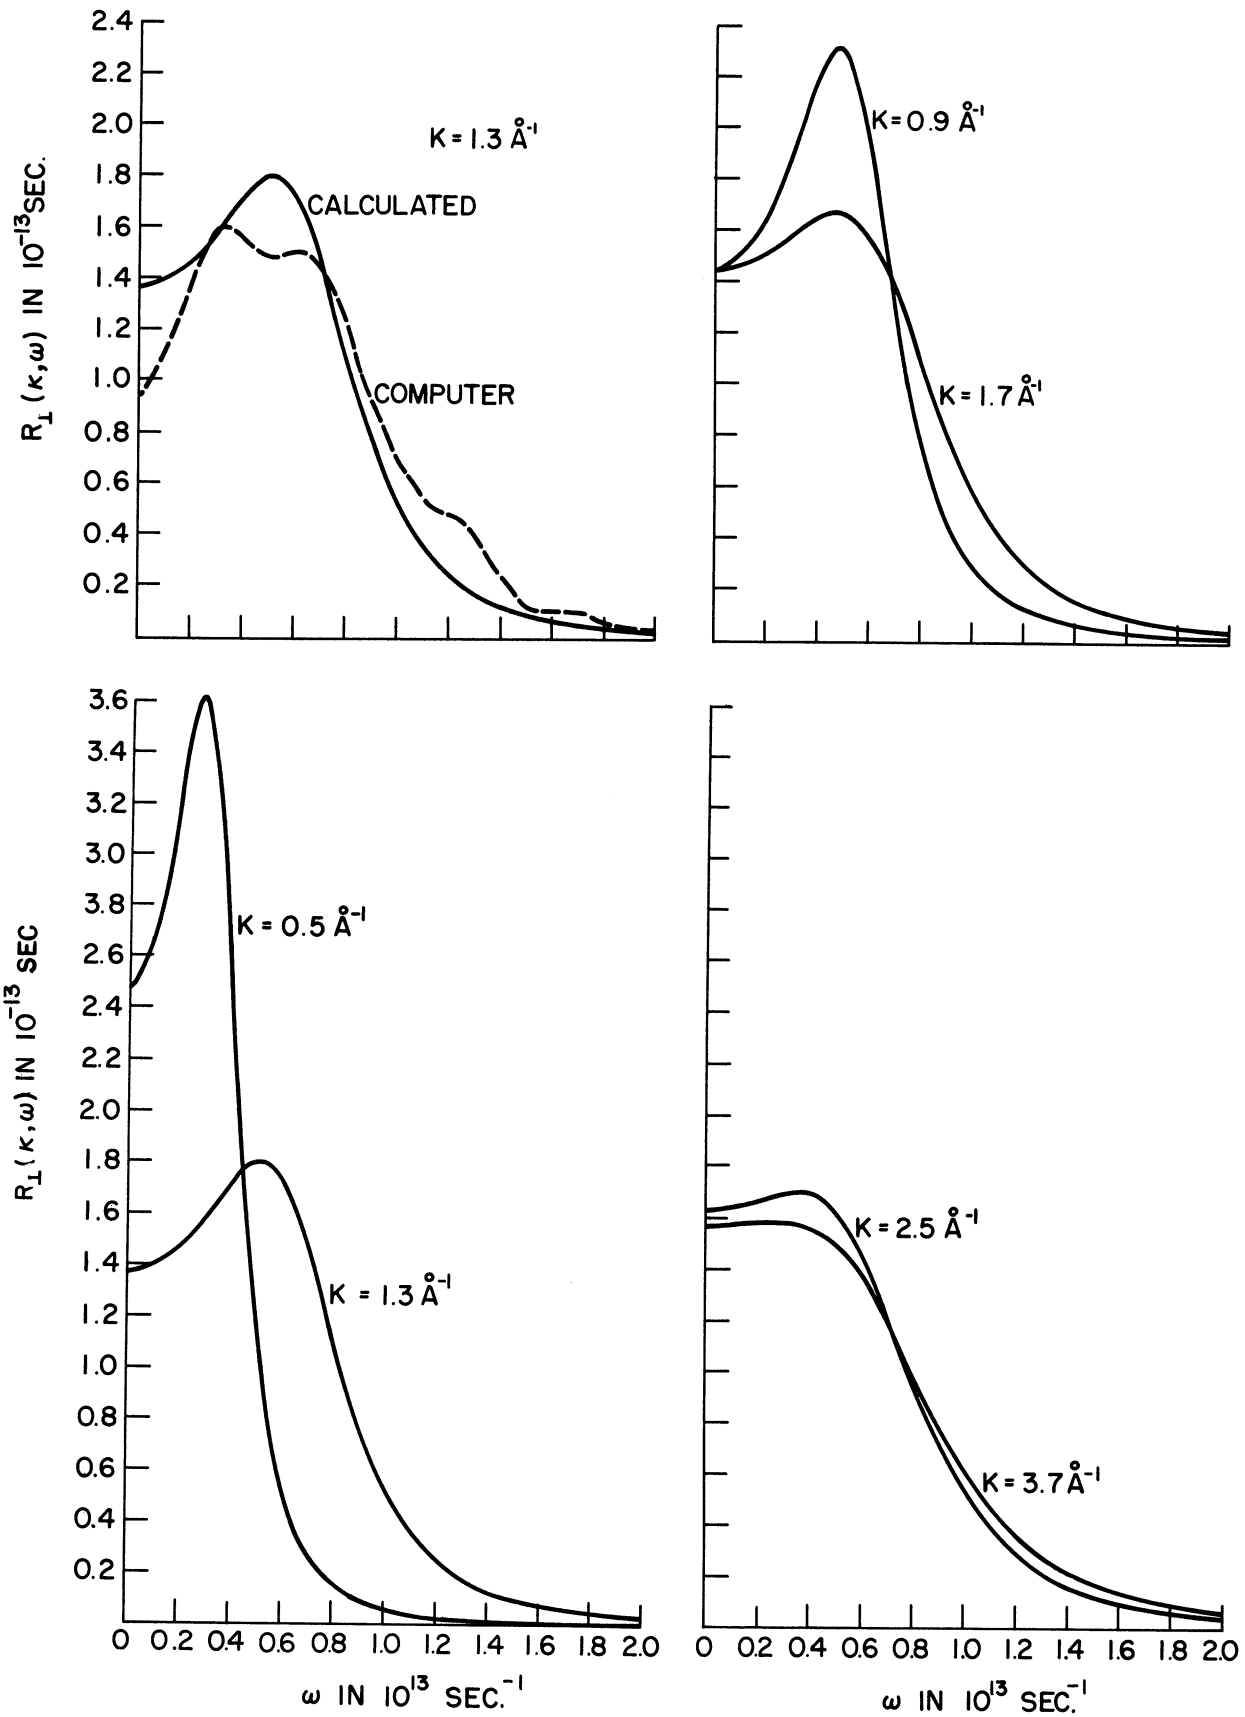 2.4
2.2
2.0
1.8
1.6
1.4
1.2
1.0
0.8
0.6
0.4
0.2
R⊥ (κ,ω) IN 10⁻¹³ SEC.
K = 1.3 Å⁻¹
CALCULATED
COMPUTER
K = 0.9 Å⁻¹
K = 1.7 Å⁻¹
3.6
3.4
3.2
3.0
3.8
2.6
2.4
2.2
2.0
1.8
1.6
1.4
1.2
1.0
0.8
0.6
0.4
0.2
R⊥ (κ,ω) IN 10⁻¹³ SEC
K = 0.5 Å⁻¹
K = 1.3 Å⁻¹
0 0.2 0.4 0.6 0.8 1.0 1.2 1.4 1.6 1.8 2.0
ω IN 10¹³ SEC.⁻¹
K = 2.5 Å⁻¹
K = 3.7 Å⁻¹
0 0.2 0.4 0.6 0.8 1.0 1.2 1.4 1.6 1.8 2.0
ω IN 10¹³ SEC.⁻¹